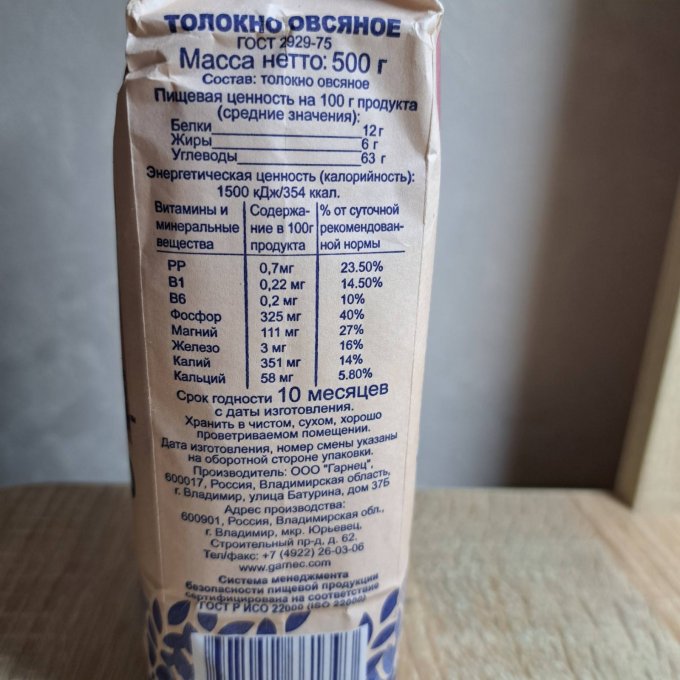 ТОЛОКНО ОВСЯНОЕ
ГОСТ 2929-75
Масса нетто: 500 г
Состав: толокно овсяное
Пищевая ценность на 100 г продукта
(средние значения):
Белки 12 г
Жиры 6 г
Углеводы 63 г
Энергетическая ценность (калорийность):
1500 кДж/354 ккал.
Витамины и Содержа- % от суточной
минеральные ние в 100г рекомендован-
вещества продукта ной нормы
РР 0,7мг 23.50%
В1 0,22 мг 14.50%
В6 0,2 мг 10%
Фосфор 325 мг 40%
Магний 111 мг 27%
Железо 3 мг 16%
Калий 351 мг 14%
Кальций 58 мг 5.80%
Срок годности 10 месяцев
с даты изготовления.
Хранить в чистом, сухом, хорошо
проветриваемом помещении.
Дата изготовления, номер смены указаны
на оборотной стороне упаковки.
Производитель: ООО "Гарнец",
600017, Россия, Владимирская область,
г. Владимир, улица Батурина, дом 37Б
Адрес производства:
600901, Россия, Владимирская обл.,
г. Владимир, мкр. Юрьевец,
Строительный пр-д, д. 62.
Тел/факс: +7 (4922) 26-03-06
www.garnec.com
Система менеджмента
безопасности пищевой продукции
сертифицирована на соответствие
ГОСТ Р ИСО 22000 (ISO 22000)